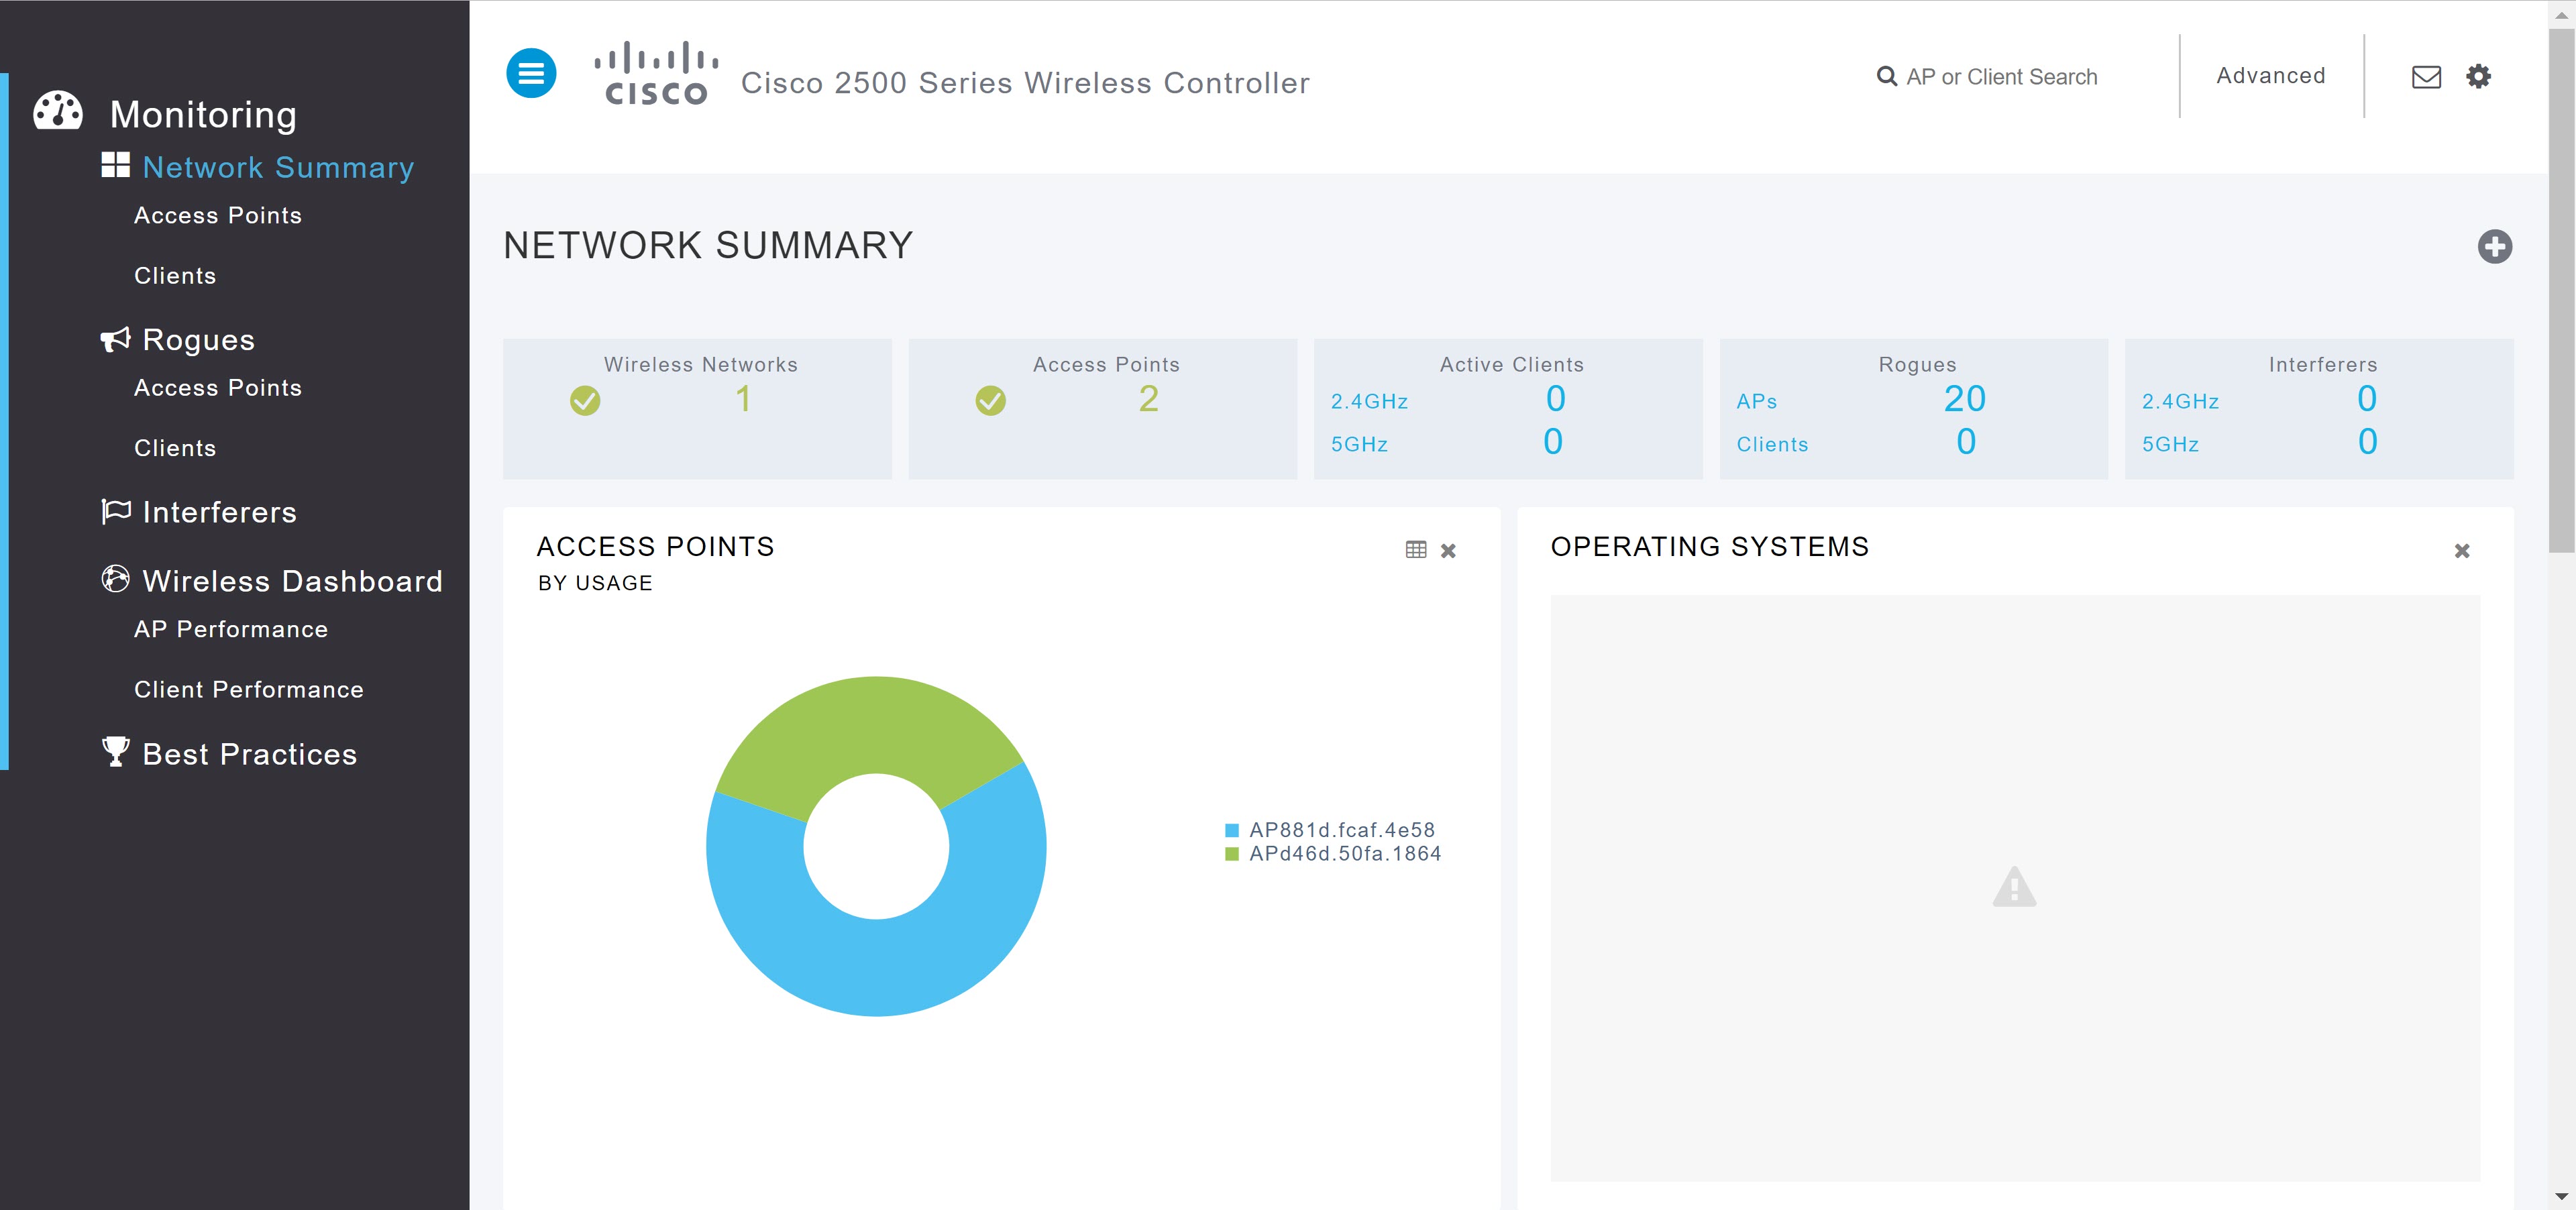 Monitoring
Network Summary
Access Points
Clients
Rogues
Access Points
Clients
Interferers
Wireless Dashboard
AP Performance
Client Performance
Best Practices
CISCO
Cisco 2500 Series Wireless Controller
AP or Client Search
Advanced
NETWORK SUMMARY
Wireless Networks
1
Access Points
2
Active Clients
2.4GHz 0
5GHz 0
Rogues
APs 20
Clients 0
Interferers
2.4GHz 0
5GHz 0
ACCESS POINTS
BY USAGE
AP881d.fcaf.4e58
APd46d.50fa.1864
OPERATING SYSTEMS